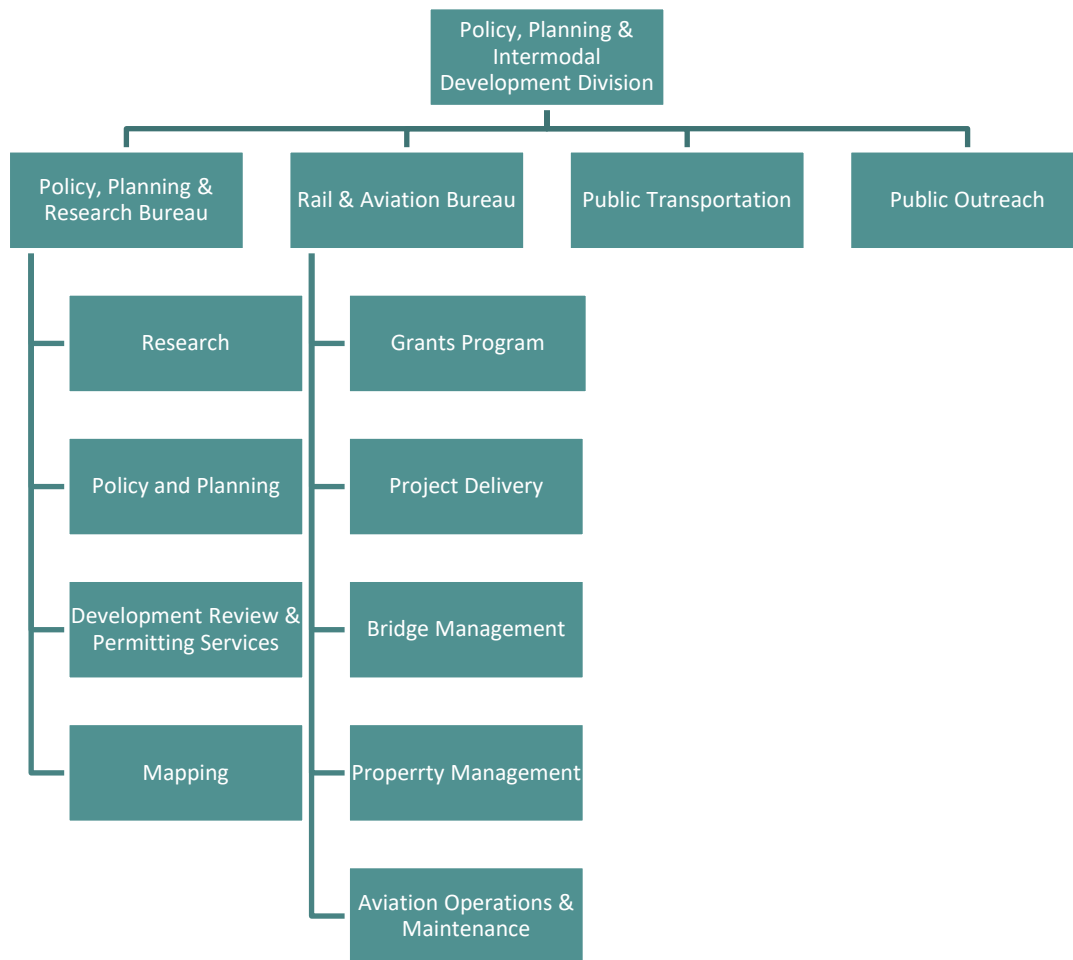 Policy, Planning &
Intermodal
Development Division
Policy, Planning &
Research Bureau
Rail & Aviation Bureau
Public Transportation
Public Outreach
Research
Policy and Planning
Development Review &
Permitting Services
Mapping
Grants Program
Project Delivery
Bridge Management
Properrty Management
Aviation Operations &
Maintenance